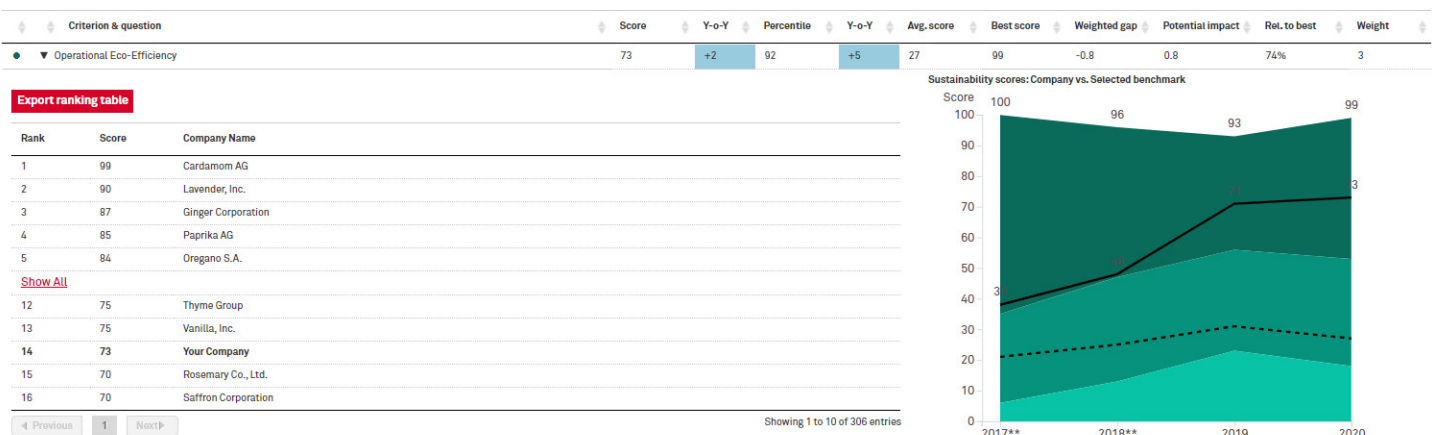 Criterion & question Score Y-o-Y Percentile Y-o-Y Avg. score Best score Weighted gap Potential impact Rel. to best Weight
Operational Eco-Efficiency 73 +2 92 +5 27 99 -0.8 0.8 74% 3
Export ranking table
Rank Score Company Name
1 99 Cardamom AG
2 90 Lavender, Inc.
3 87 Ginger Corporation
4 85 Paprika AG
5 84 Oregano S.A.
Show All
12 75 Thyme Group
13 75 Vanilla, Inc.
14 73 Your Company
15 70 Rosemary Co., Ltd.
16 70 Saffron Corporation
Previous 1 Next
Showing 1 to 10 of 306 entries
Sustainability scores: Company vs. Selected benchmark
Score
100 96 93 99
100
90
80
70
60
50
40
30
20
10
0
71
2017** 2018** 2019 2020